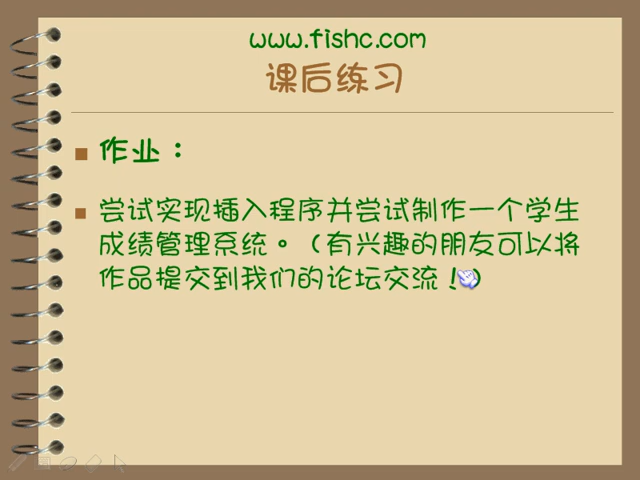 www.fishc.com
课后练习
作业：
尝试实现插入程序并尝试制作一个学生
成绩管理系统。（有兴趣的朋友可以将
作品提交到我们的论坛交流！）